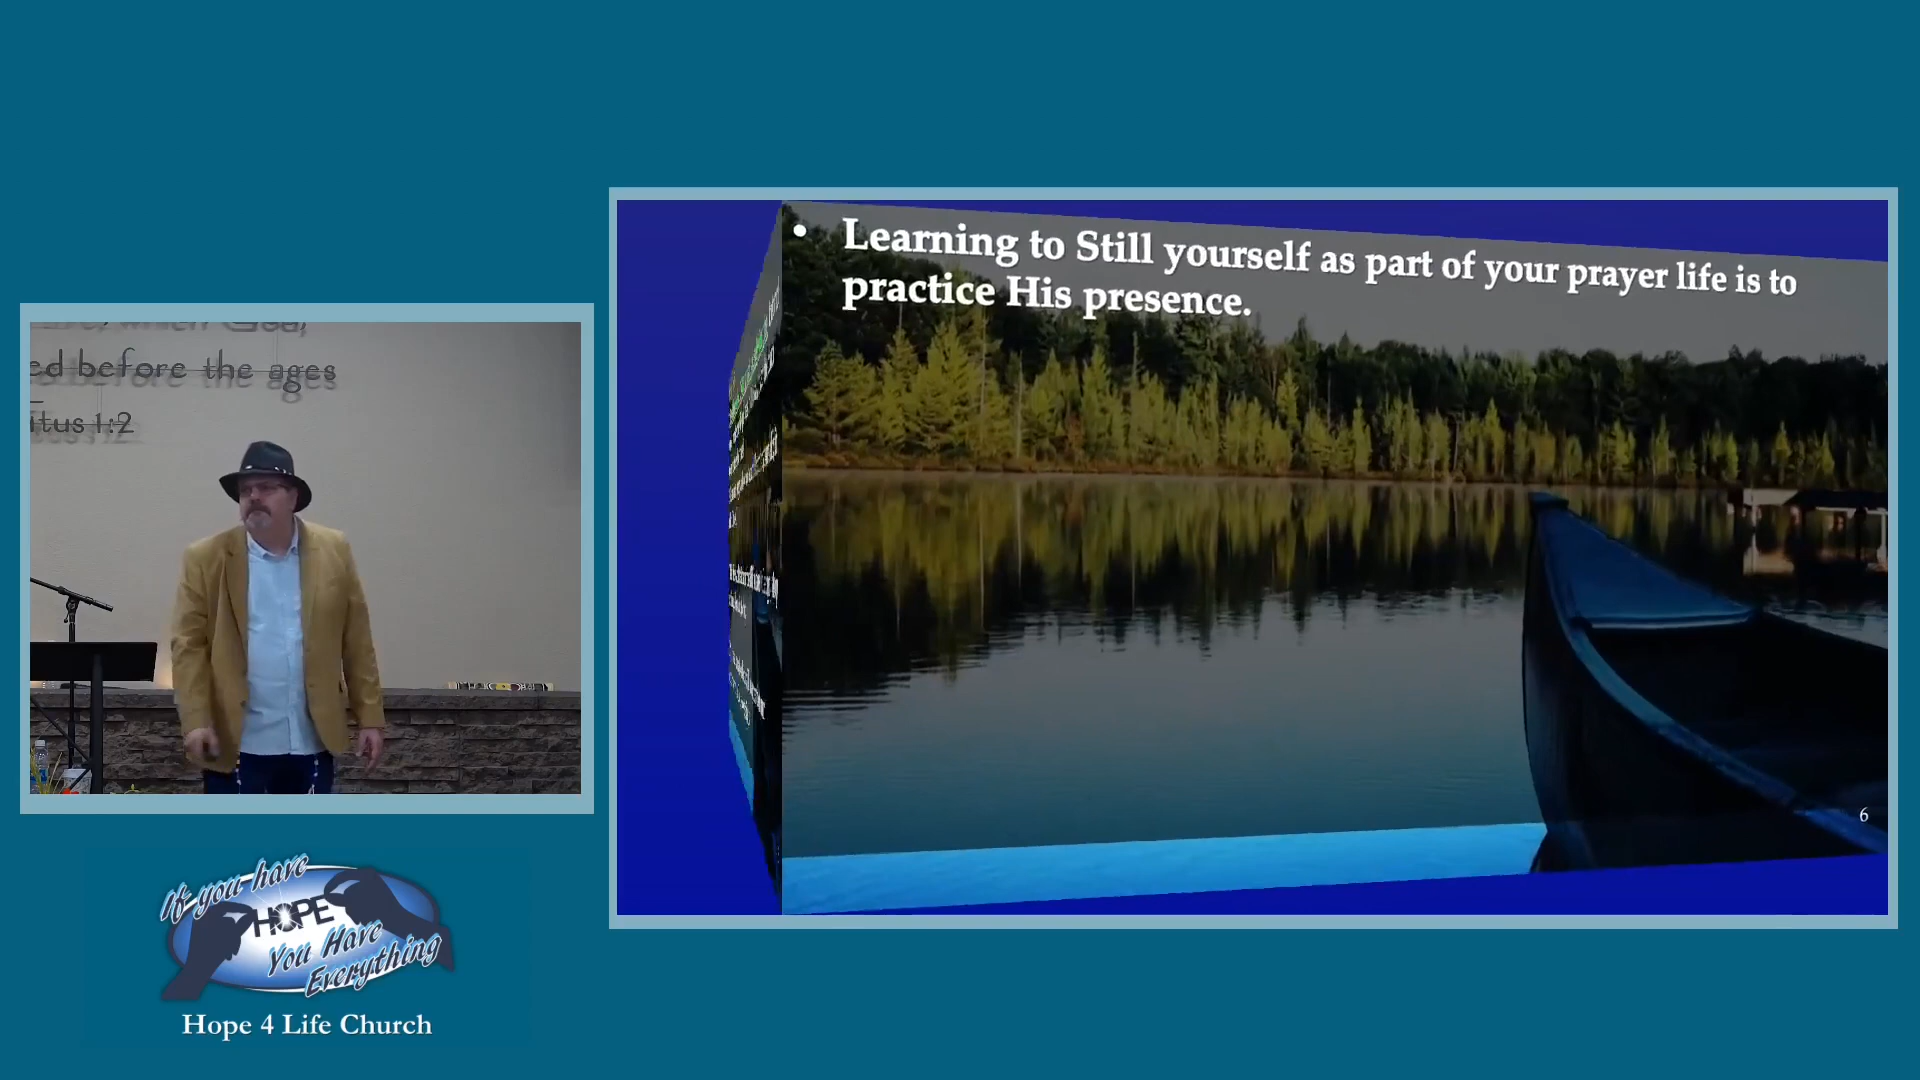 ed before the ages
itus 1:2
• Learning to Still yourself as part of your prayer life is to
practice His presence.
6
If you have
HOPE
You Have
Everything
Hope 4 Life Church